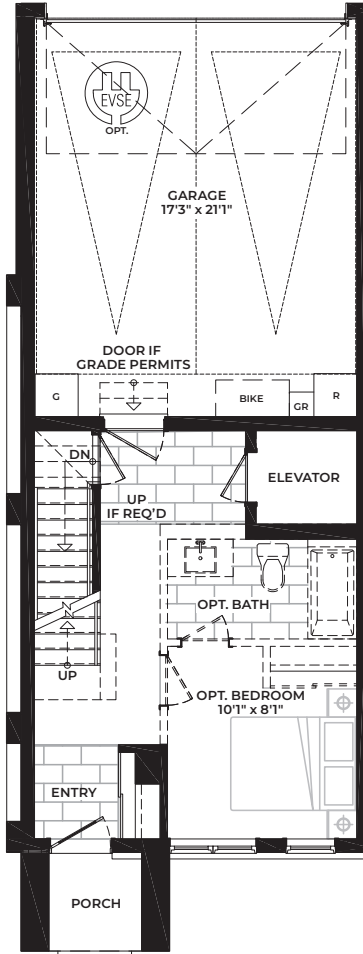 EVSE
OPT.
GARAGE
17'3" x 21'1"
DOOR IF
GRADE PERMITS
G
BIKE
GR
R
DN
ELEVATOR
UP
IF REQ'D
OPT. BATH
UP
OPT. BEDROOM
10'1" x 8'1"
ENTRY
PORCH